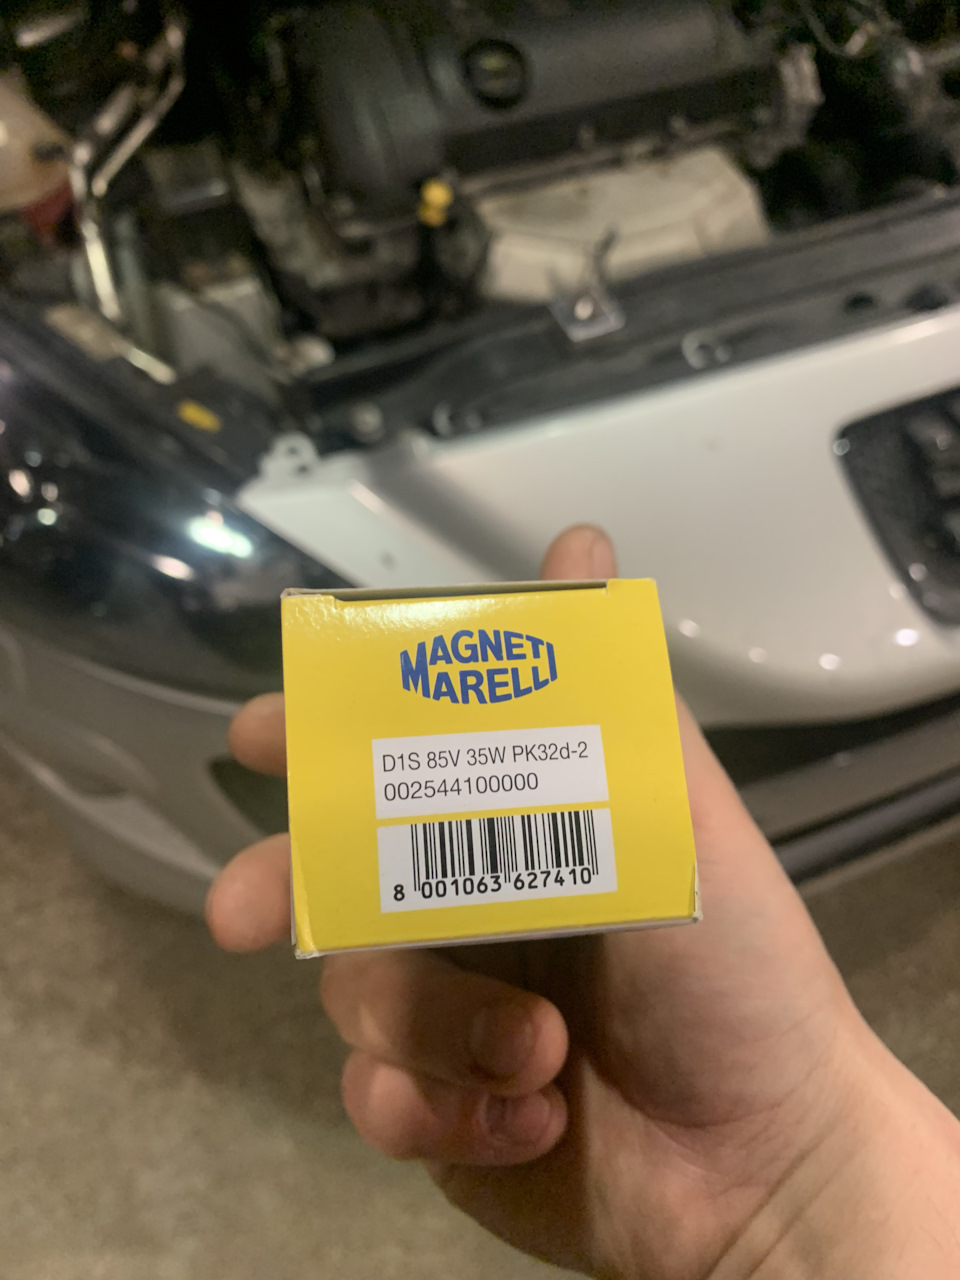 MAGNETI
MARELLI
D1S 85V 35W PK32d-2
002544100000
8 001063 627410